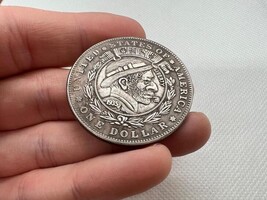 UNITED STATES OF AMERICA
ONE DOLLAR